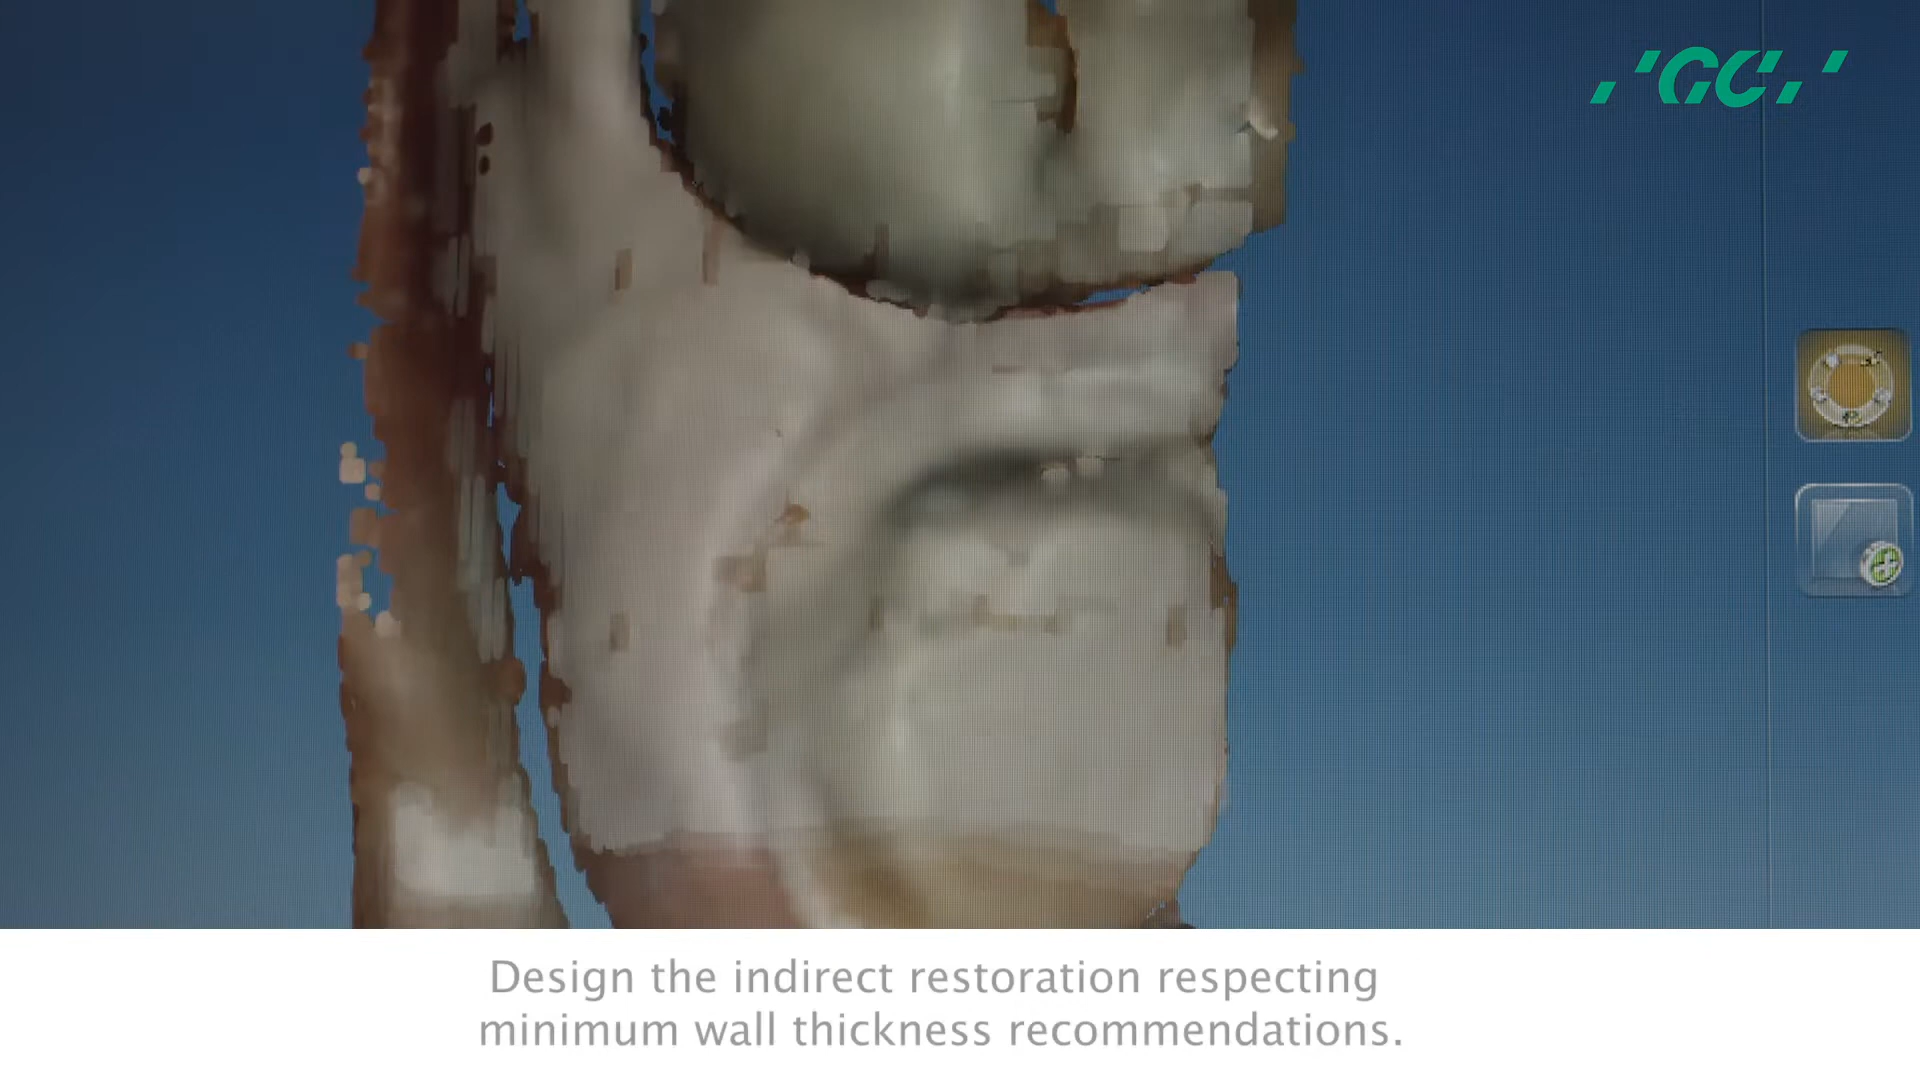 GC
Design the indirect restoration respecting
minimum wall thickness recommendations.